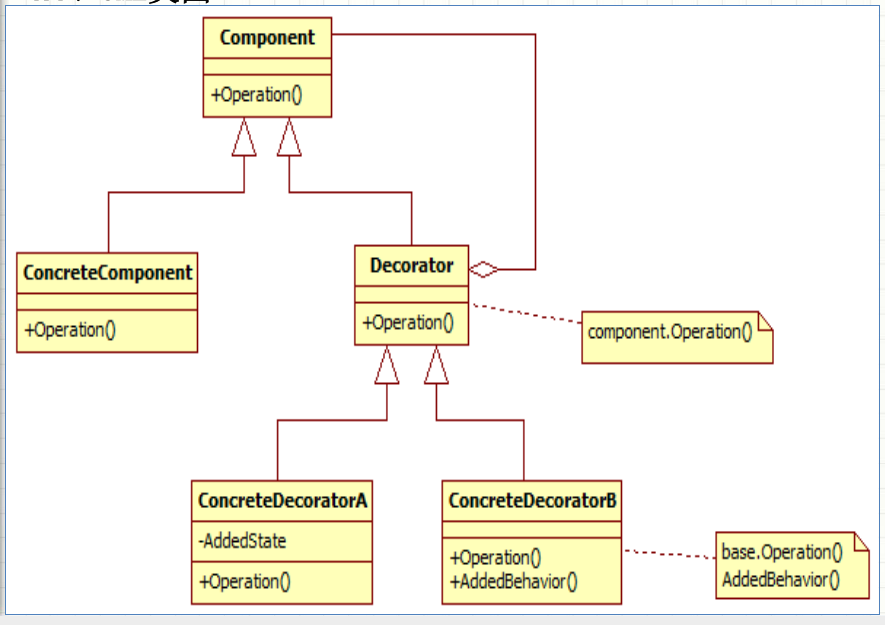 Component
+Operation()
ConcreteComponent
+Operation()
Decorator
+Operation()
component.Operation()
ConcreteDecoratorA
-AddedState
+Operation()
ConcreteDecoratorB
+Operation()
+AddedBehavior()
base.Operation()
AddedBehavior()